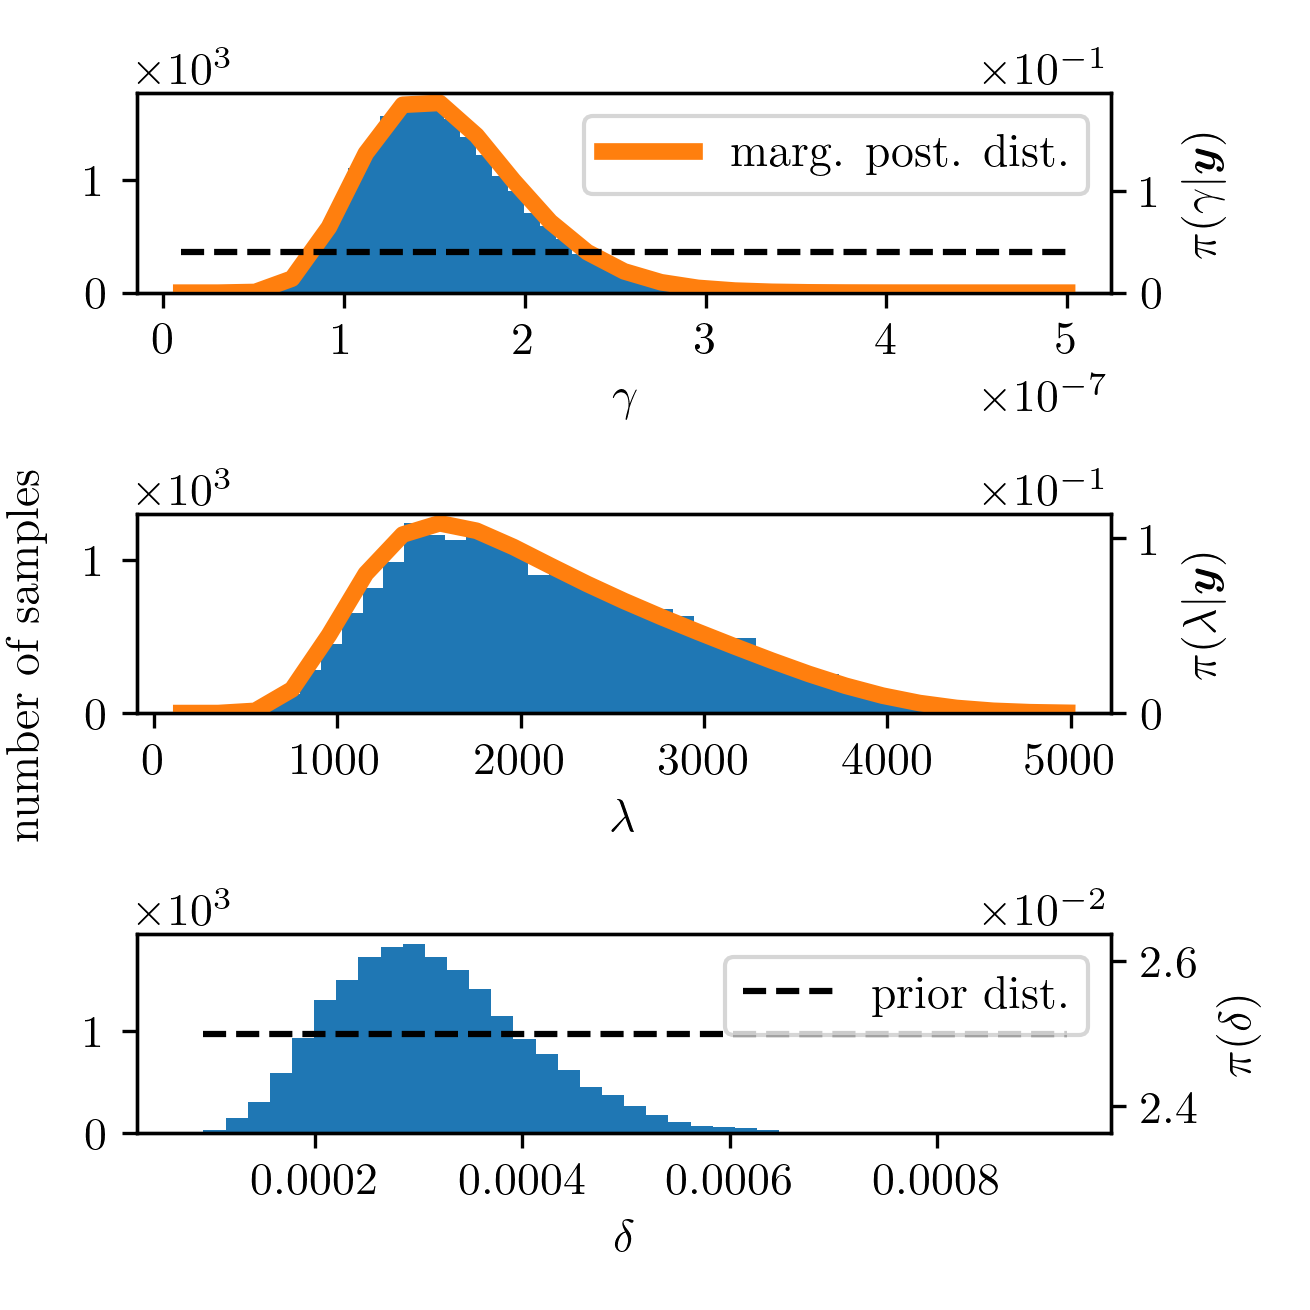 ×10³ ×10⁻¹
marg. post. dist.
1 1
0 0
π(γ|y)
0 1 2 3 4 5
γ ×10⁻⁷
number of samples
×10³ ×10⁻¹
1 1
0 0
π(λ|y)
0 1000 2000 3000 4000 5000
λ
×10³ ×10⁻²
prior dist.
2.6
1
0 2.4
π(δ)
0.0002 0.0004 0.0006 0.0008
δ